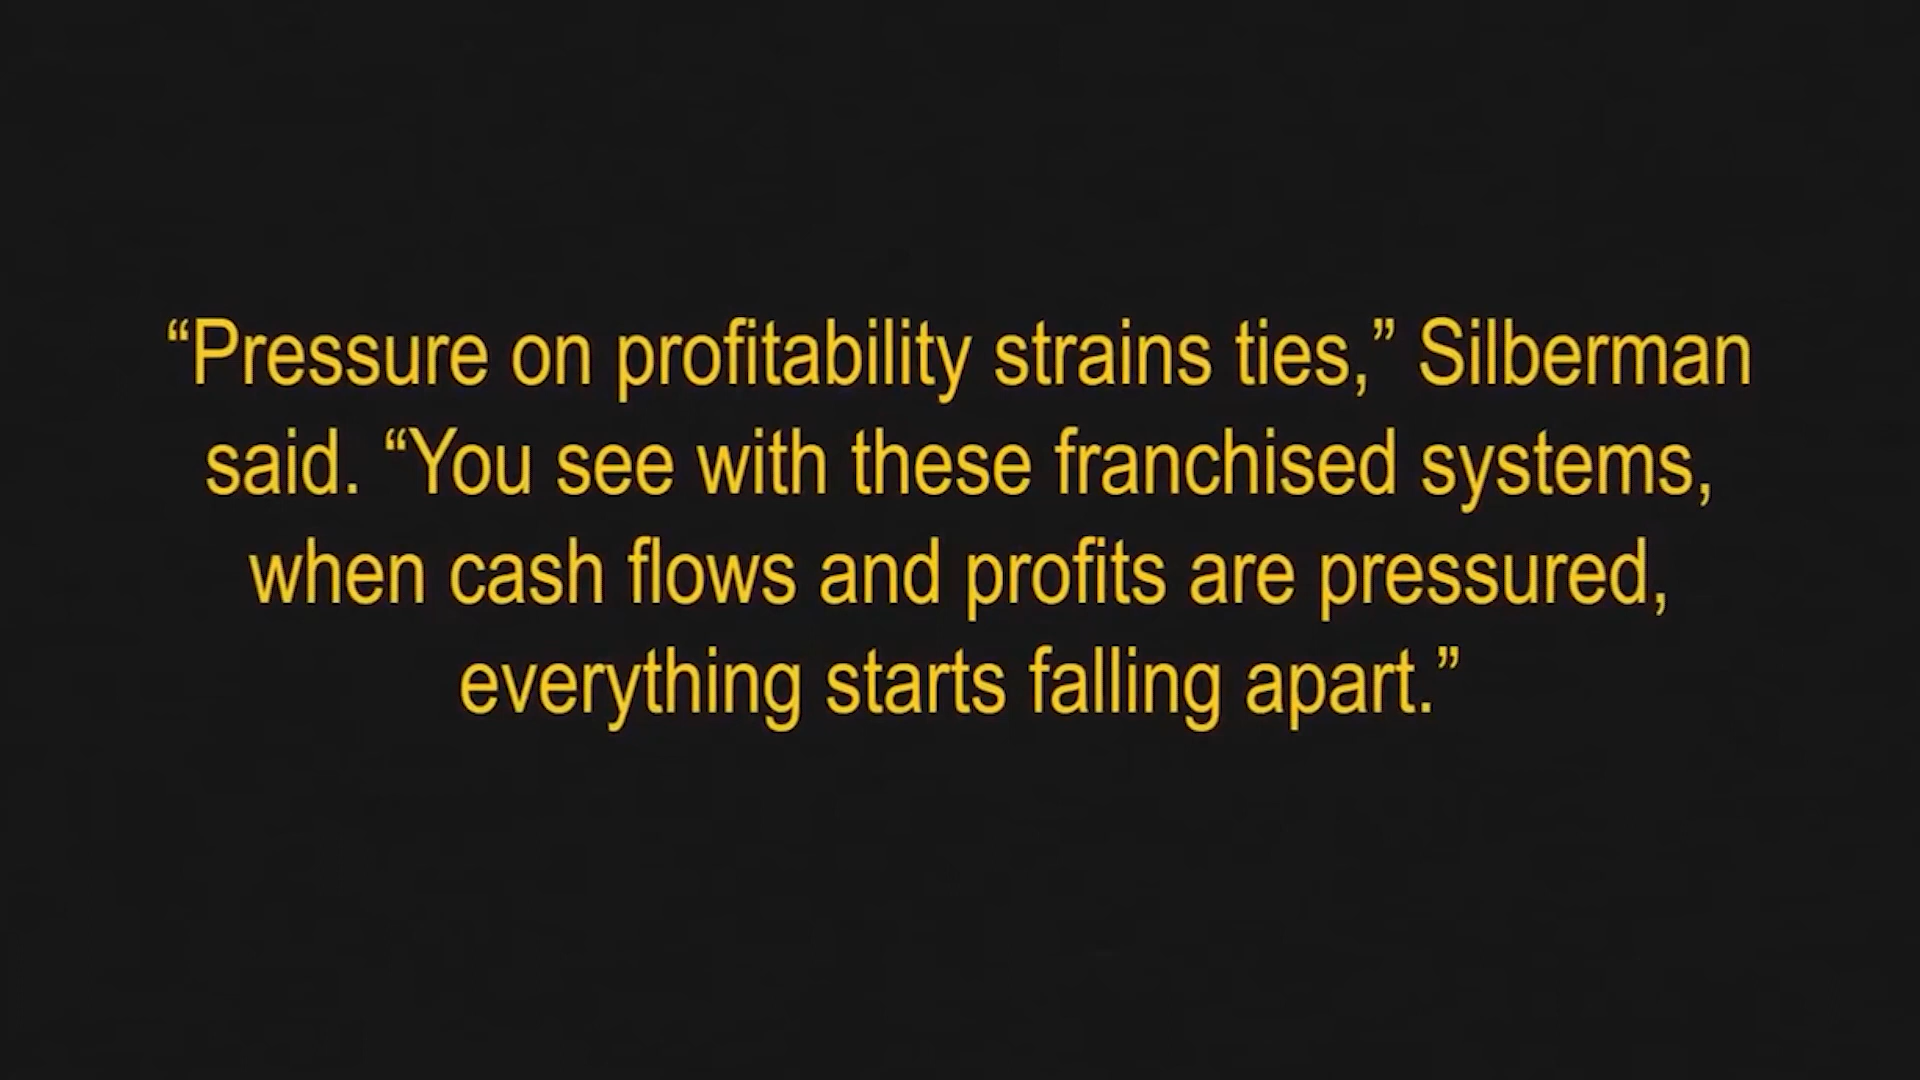 “Pressure on profitability strains ties,” Silberman
said. “You see with these franchised systems,
when cash flows and profits are pressured,
everything starts falling apart.”